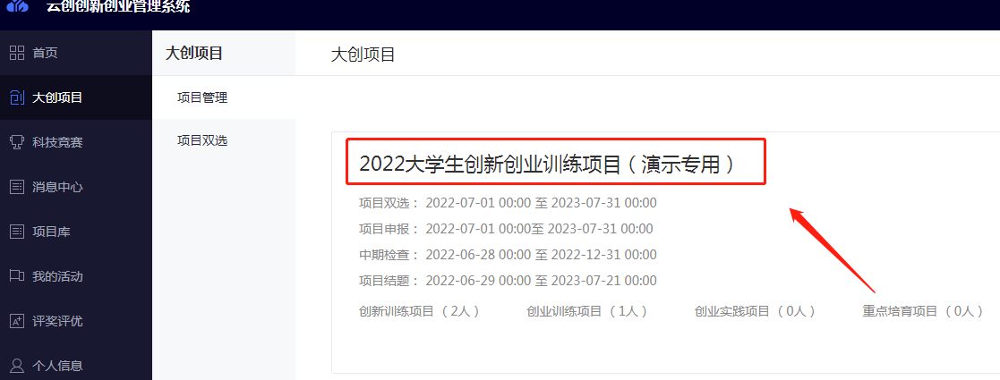 云创创新创业管理系统
首页
大创项目
科技竞赛
消息中心
项目库
我的活动
评奖评优
个人信息
大创项目
项目管理
项目双选
大创项目
2022大学生创新创业训练项目（演示专用）
项目双选： 2022-07-01 00:00 至 2023-07-31 00:00
项目申报： 2022-07-01 00:00至 2023-07-31 00:00
中期检查： 2022-06-28 00:00 至 2022-12-31 00:00
项目结题： 2022-06-29 00:00 至 2023-07-21 00:00
创新训练项目（2人） 创业训练项目（1人） 创业实践项目（0人） 重点培育项目（0人）